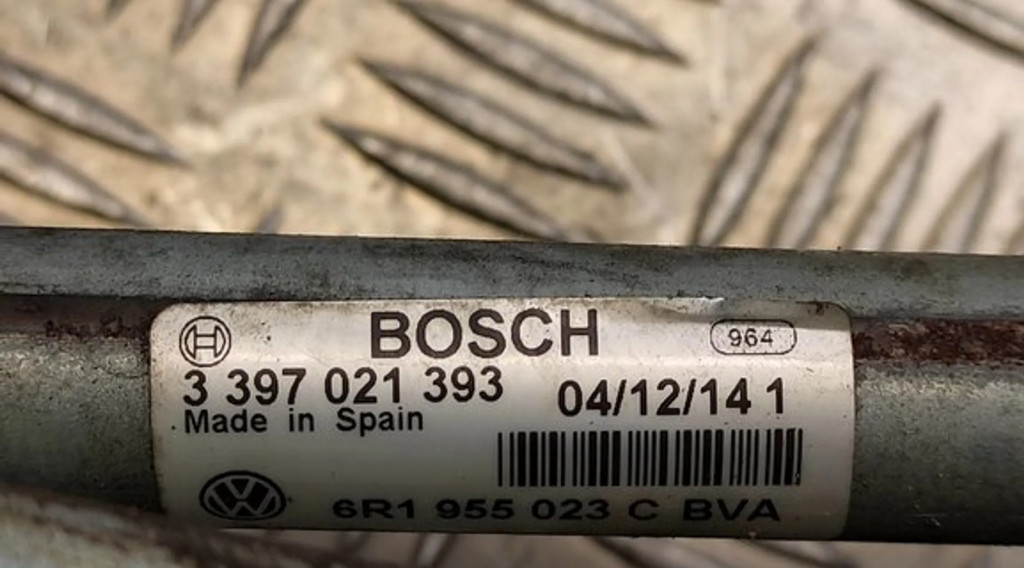 BOSCH 964
3 397 021 393 04/12/14 1
Made in Spain
6R1 955 023 C BVA